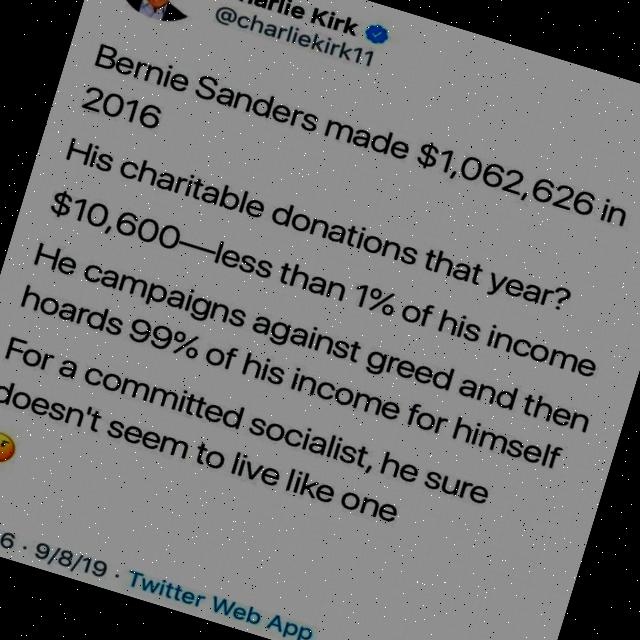 harlie Kirk
@charliekirk11
Bernie Sanders made $1,062,626 in
2016
His charitable donations that year?
$10,600—less than 1% of his income
He campaigns against greed and then
hoards 99% of his income for himself
For a committed socialist, he sure
doesn't seem to live like one
6 · 9/8/19 · Twitter Web App